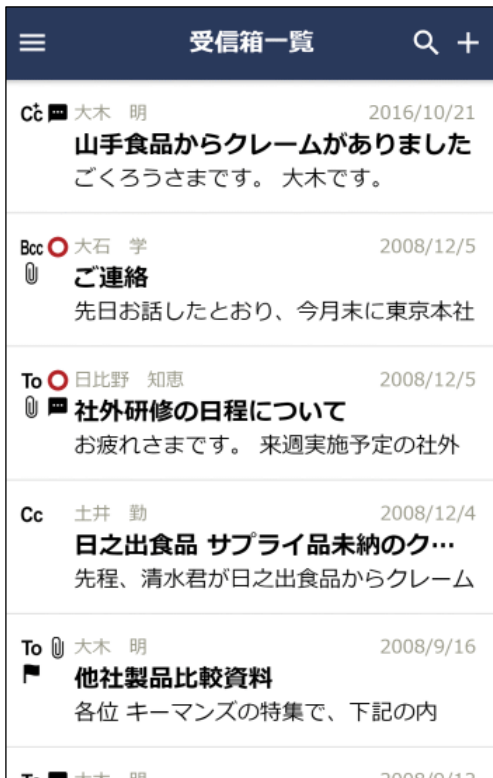 受信箱一覧
Cc 大木　明 2016/10/21
山手食品からクレームがありました
ごくろうさまです。 大木です。
Bcc 大石　学 2008/12/5
ご連絡
先日お話したとおり、今月末に東京本社
To 日比野　知恵 2008/12/5
社外研修の日程について
お疲れさまです。 来週実施予定の社外
Cc 土井　勤 2008/12/4
日之出食品 サプライ品未納のク…
先程、清水君が日之出食品からクレーム
To 大木　明 2008/9/16
他社製品比較資料
各位 キーマンズの特集で、下記の内